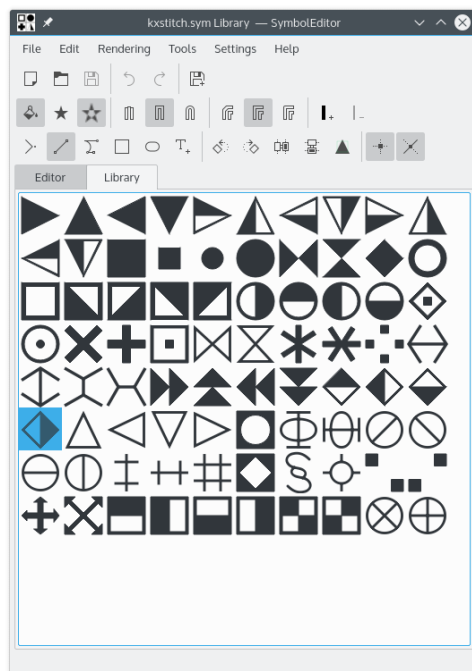 kxstitch.sym Library — SymbolEditor
File Edit Rendering Tools Settings Help
Editor Library